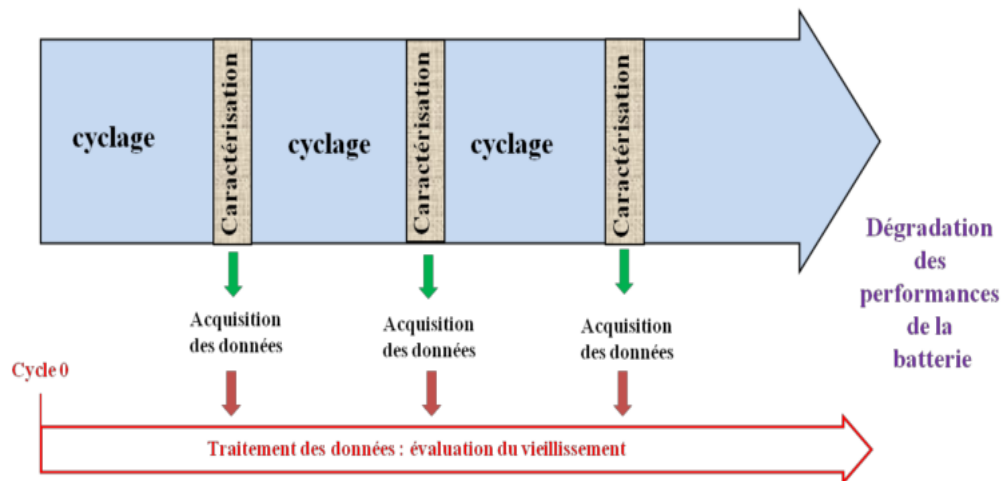 cyclage
Caractérisation
cyclage
Caractérisation
cyclage
Caractérisation
Dégradation
des
performances
de la
batterie
Acquisition
des données
Acquisition
des données
Acquisition
des données
Cycle 0
Traitement des données : évaluation du vieillissement